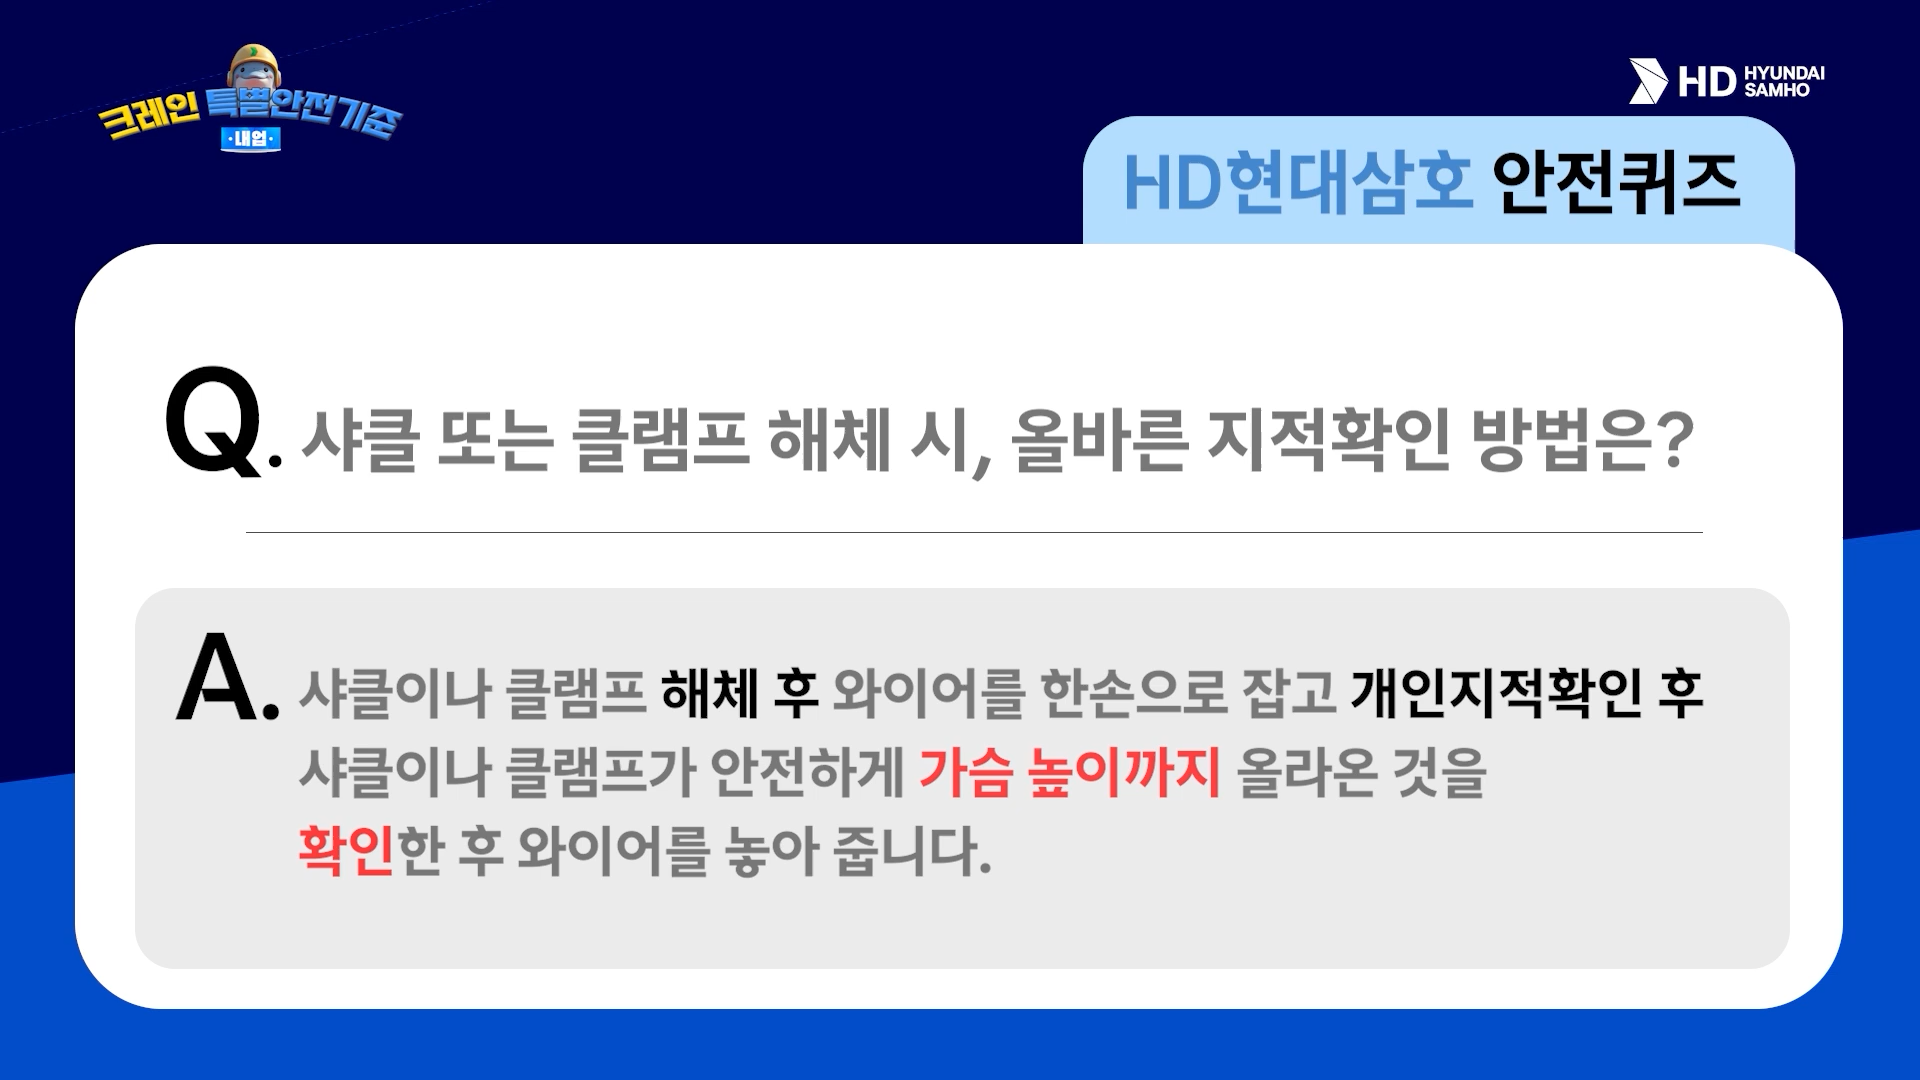 크레인 특별안전기준
·내업·
HD HYUNDAI SAMHO
HD현대삼호 안전퀴즈
Q. 샤클 또는 클램프 해체 시, 올바른 지적확인 방법은?
A. 샤클이나 클램프 해체 후 와이어를 한손으로 잡고 개인지적확인 후
샤클이나 클램프가 안전하게 가슴 높이까지 올라온 것을
확인한 후 와이어를 놓아 줍니다.